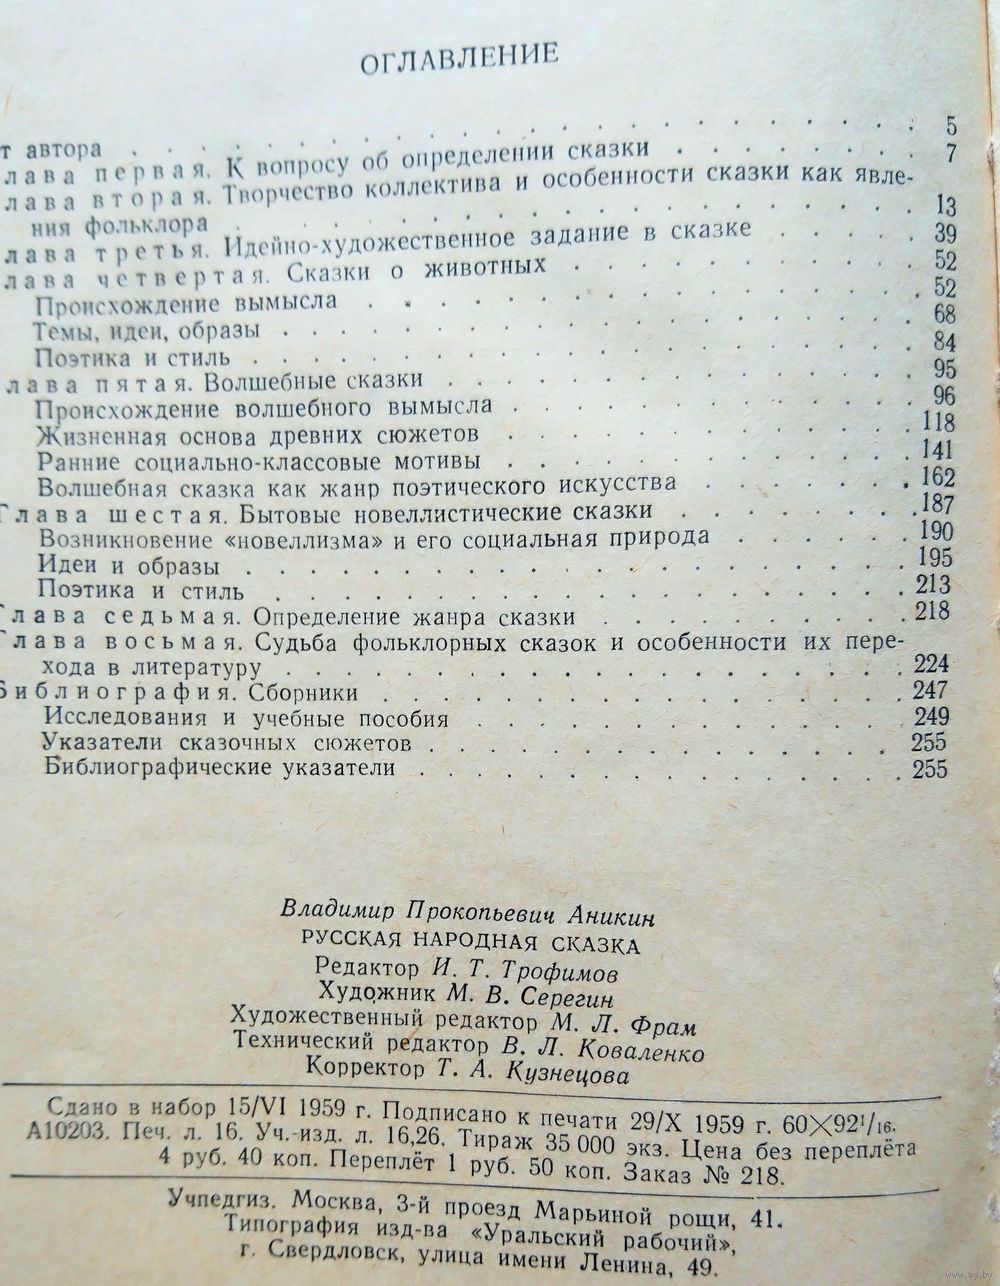 ОГЛАВЛЕНИЕ
т автора . . . . . . . . . . . . . . . . . . . . 5
лава первая. К вопросу об определении сказки . . . . . . . . 7
лава вторая. Творчество коллектива и особенности сказки как явле-
ния фольклора . . . . . . . . . . . . . . . . . . 13
лава третья. Идейно-художественное задание в сказке . . . . . 39
лава четвертая. Сказки о животных . . . . . . . . . . . 52
Происхождение вымысла . . . . . . . . . . . . . . . . 52
Темы, идеи, образы . . . . . . . . . . . . . . . . . 68
Поэтика и стиль . . . . . . . . . . . . . . . . . . 84
лава пятая. Волшебные сказки . . . . . . . . . . . . . . 95
Происхождение волшебного вымысла . . . . . . . . . . . . 96
Жизненная основа древних сюжетов . . . . . . . . . . . . 118
Ранние социально-классовые мотивы . . . . . . . . . . . . 141
Волшебная сказка как жанр поэтического искусства . . . . . . 162
Глава шестая. Бытовые новеллистические сказки . . . . . . . 187
Возникновение «новеллизма» и его социальная природа . . . . . 190
Идеи и образы . . . . . . . . . . . . . . . . . . 195
Поэтика и стиль . . . . . . . . . . . . . . . . . . 213
Глава седьмая. Определение жанра сказки . . . . . . . . . 218
Глава восьмая. Судьба фольклорных сказок и особенности их пере-
хода в литературу . . . . . . . . . . . . . . . . . 224
Библиография. Сборники . . . . . . . . . . . . . . . . 247
Исследования и учебные пособия . . . . . . . . . . . . . 249
Указатели сказочных сюжетов . . . . . . . . . . . . . . 255
Библиографические указатели . . . . . . . . . . . . . . 255
Владимир Прокопьевич Аникин
РУССКАЯ НАРОДНАЯ СКАЗКА
Редактор И. Т. Трофимов
Художник М. В. Серегин
Художественный редактор М. Л. Фрам
Технический редактор В. Л. Коваленко
Корректор Т. А. Кузнецова
Сдано в набор 15/VI 1959 г. Подписано к печати 29/X 1959 г. 60×92¹/₁₆.
А10203. Печ. л. 16. Уч.-изд. л. 16,26. Тираж 35 000 экз. Цена без переплёта
4 руб. 40 коп. Переплёт 1 руб. 50 коп. Заказ № 218.
Учпедгиз. Москва, 3-й проезд Марьиной рощи, 41.
Типография изд-ва «Уральский рабочий»,
г. Свердловск, улица имени Ленина, 49.
www.ay.by